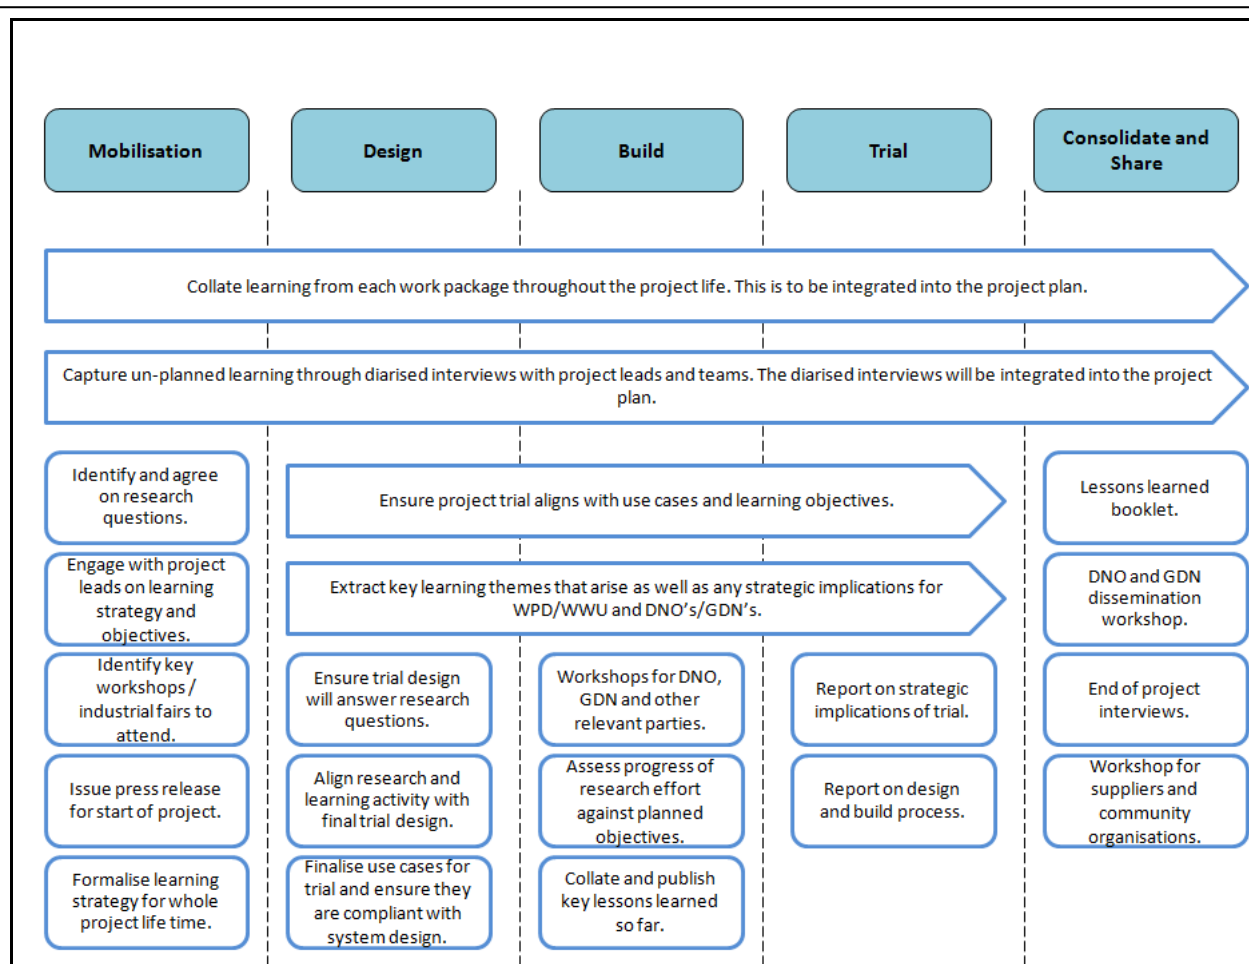 Mobilisation
Design
Build
Trial
Consolidate and
Share
Collate learning from each work package throughout the project life. This is to be integrated into the project plan.
Capture un-planned learning through diarised interviews with project leads and teams. The diarised interviews will be integrated into the project
plan.
Identify and agree
on research
questions.
Ensure project trial aligns with use cases and learning objectives.
Lessons learned
booklet.
Engage with project
leads on learning
strategy and
objectives.
Extract key learning themes that arise as well as any strategic implications for
WPD/WWU and DNO's/GDN's.
DNO and GDN
dissemination
workshop.
Identify key
workshops /
industrial fairs to
attend.
Ensure trial design
will answer research
questions.
Workshops for DNO,
GDN and other
relevant parties.
Report on strategic
implications of trial.
End of project
interviews.
Issue press release
for start of project.
Align research and
learning activity with
final trial design.
Assess progress of
research effort
against planned
objectives.
Report on design
and build process.
Workshop for
suppliers and
community
organisations.
Formalise learning
strategy for whole
project life time.
Finalise use cases for
trial and ensure they
are compliant with
system design.
Collate and publish
key lessons learned
so far.